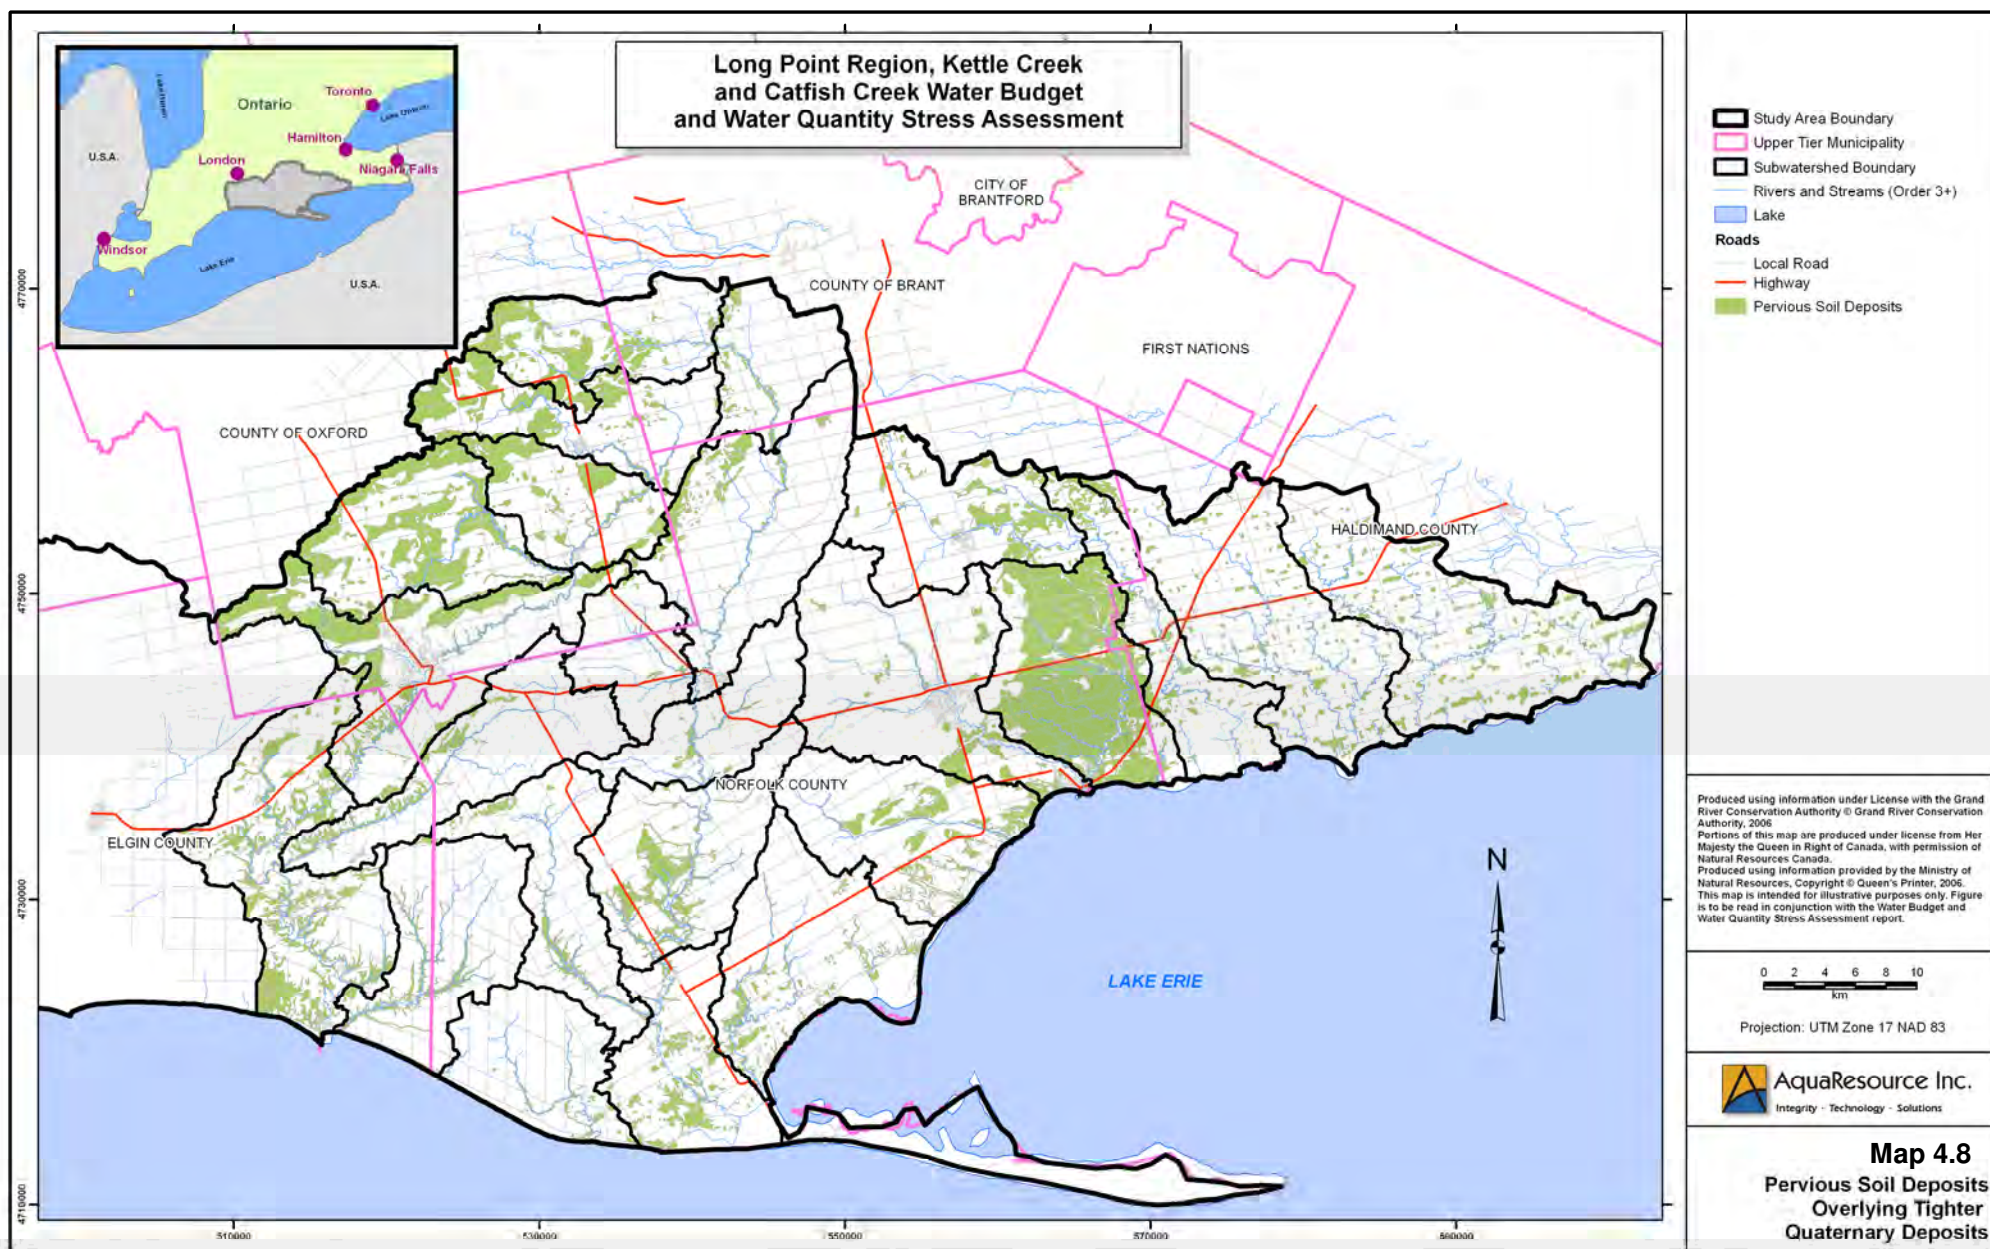 Long Point Region, Kettle Creek
and Catfish Creek Water Budget
and Water Quantity Stress Assessment
Ontario
Toronto
Lake Ontario
Hamilton
U.S.A.
London
Niagara Falls
Windsor
Lake Erie
U.S.A.
CITY OF
BRANTFORD
COUNTY OF BRANT
FIRST NATIONS
COUNTY OF OXFORD
HALDIMAND COUNTY
NORFOLK COUNTY
ELGIN COUNTY
LAKE ERIE
N
4770000
4750000
4730000
4710000
510000
530000
550000
570000
590000
Study Area Boundary
Upper Tier Municipality
Subwatershed Boundary
Rivers and Streams (Order 3+)
Lake
Roads
Local Road
Highway
Pervious Soil Deposits
Produced using information under License with the Grand
River Conservation Authority © Grand River Conservation
Authority, 2006
Portions of this map are produced under license from Her
Majesty the Queen in Right of Canada, with permission of
Natural Resources Canada.
Produced using information provided by the Ministry of
Natural Resources, Copyright © Queen's Printer, 2006.
This map is intended for illustrative purposes only. Figure
is to be read in conjunction with the Water Budget and
Water Quantity Stress Assessment report.
0 2 4 6 8 10
km
Projection: UTM Zone 17 NAD 83
AquaResource Inc.
Integrity · Technology · Solutions
Map 4.8
Pervious Soil Deposits
Overlying Tighter
Quaternary Deposits